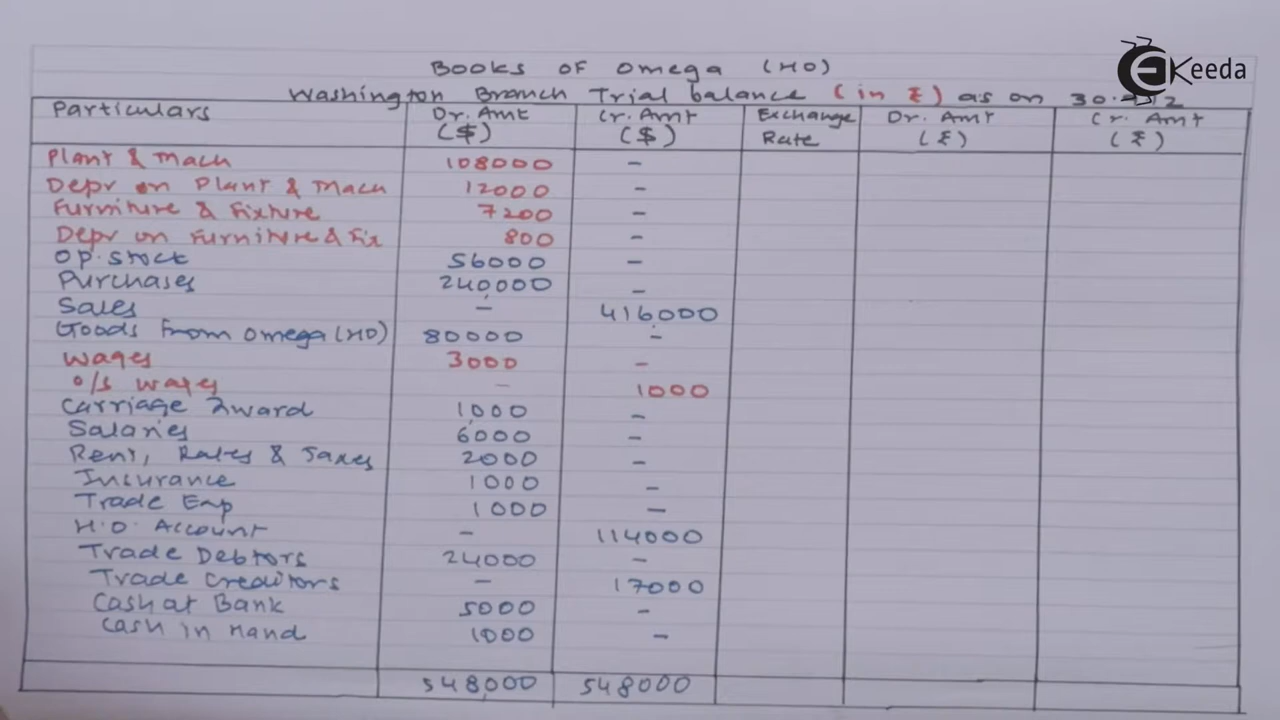 Books of Omega (HO)
Keeda
Washington Branch Trial balance (in ₹) as on 30
Particulars Dr. Amt ($) Cr. Amt ($) Exchange Rate Dr. Amt (₹) Cr. Amt (₹)
Plant & Mach 108000 -
Depr on Plant & Mach 12000 -
Furniture & Fixture 7200 -
Depr on Furniture & Fix 800 -
Op. Stock 56000 -
Purchases 240000 -
Sales - 416000
Goods from Omega (HO) 80000 -
Wages 3000 -
o/s wages - 1000
Carriage Inward 1000 -
Salaries 6000 -
Rent, Rates & Taxes 2000 -
Insurance 1000 -
Trade Exp 1000 -
H.O. Account - 114000
Trade Debtors 24000 -
Trade Creditors - 17000
Cash at Bank 5000 -
Cash in Hand 1000 -
548000 548000